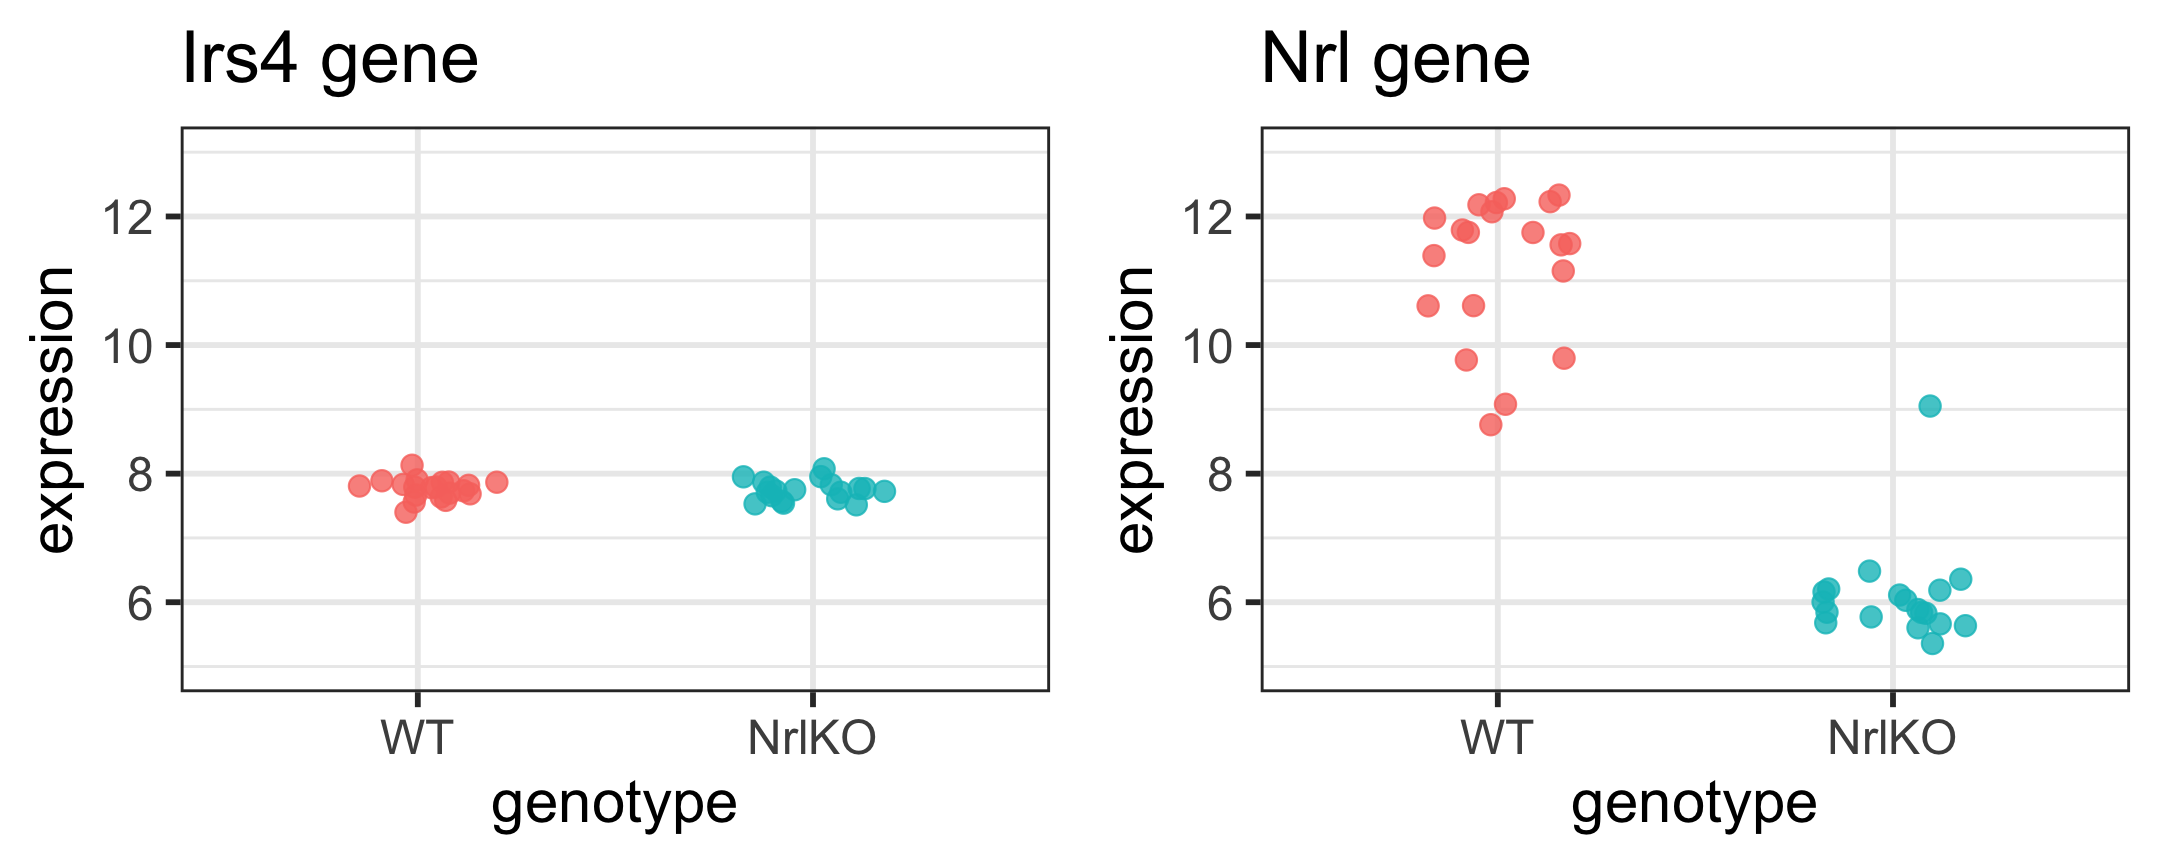 Irs4 gene
expression
12
10
8
6
WT NrlKO
genotype
Nrl gene
expression
12
10
8
6
WT NrlKO
genotype